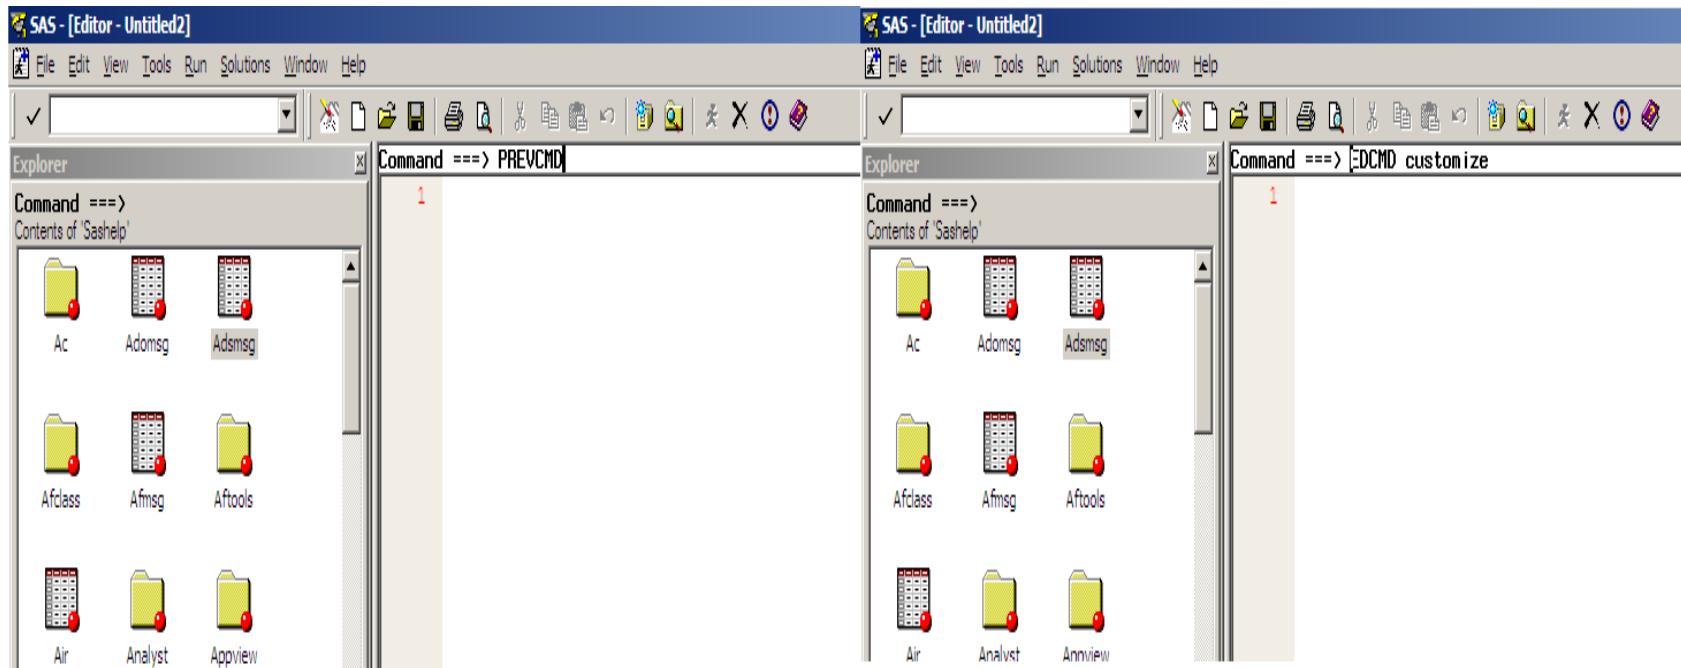 SAS - [Editor - Untitled2]
File Edit View Tools Run Solutions Window Help
Explorer
Command ===>
Contents of 'Sashelp'
Ac Adomsg Adsmsg
Afclass Afmsg Aftools
Air Analyst Appview
Command ===> PREVCMD
1
SAS - [Editor - Untitled2]
File Edit View Tools Run Solutions Window Help
Explorer
Command ===>
Contents of 'Sashelp'
Ac Adomsg Adsmsg
Afclass Afmsg Aftools
Air Analyst Appview
Command ===> EDCMD customize
1